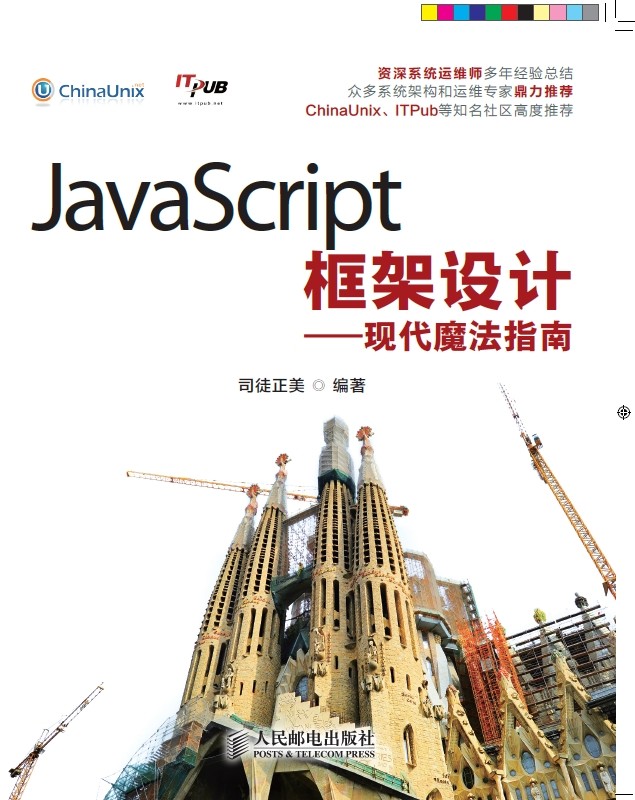 ChinaUnix.net
ITPUB
www.itpub.net
资深系统运维师多年经验总结
众多系统架构和运维专家鼎力推荐
ChinaUnix、ITPub等知名社区高度推荐
JavaScript
框架设计
——现代魔法指南
司徒正美 ◎ 编著
人民邮电出版社
POSTS & TELECOM PRESS